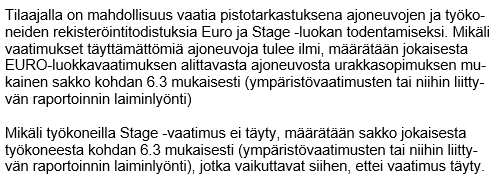 Tilaajalla on mahdollisuus vaatia pistotarkastuksena ajoneuvojen ja työko-
neiden rekisteröintitodistuksia Euro ja Stage -luokan todentamiseksi. Mikäli
vaatimukset täyttämättömiä ajoneuvoja tulee ilmi, määrätään jokaisesta
EURO-luokkavaatimuksen alittavasta ajoneuvosta urakkasopimuksen mu-
kainen sakko kohdan 6.3 mukaisesti (ympäristövaatimusten tai niihin liitty-
vän raportoinnin laiminlyönti)

Mikäli työkoneilla Stage -vaatimus ei täyty, määrätään sakko jokaisesta
työkoneesta kohdan 6.3 mukaisesti (ympäristövaatimusten tai niihin liitty-
vän raportoinnin laiminlyönti), jotka vaikuttavat siihen, ettei vaatimus täyty.